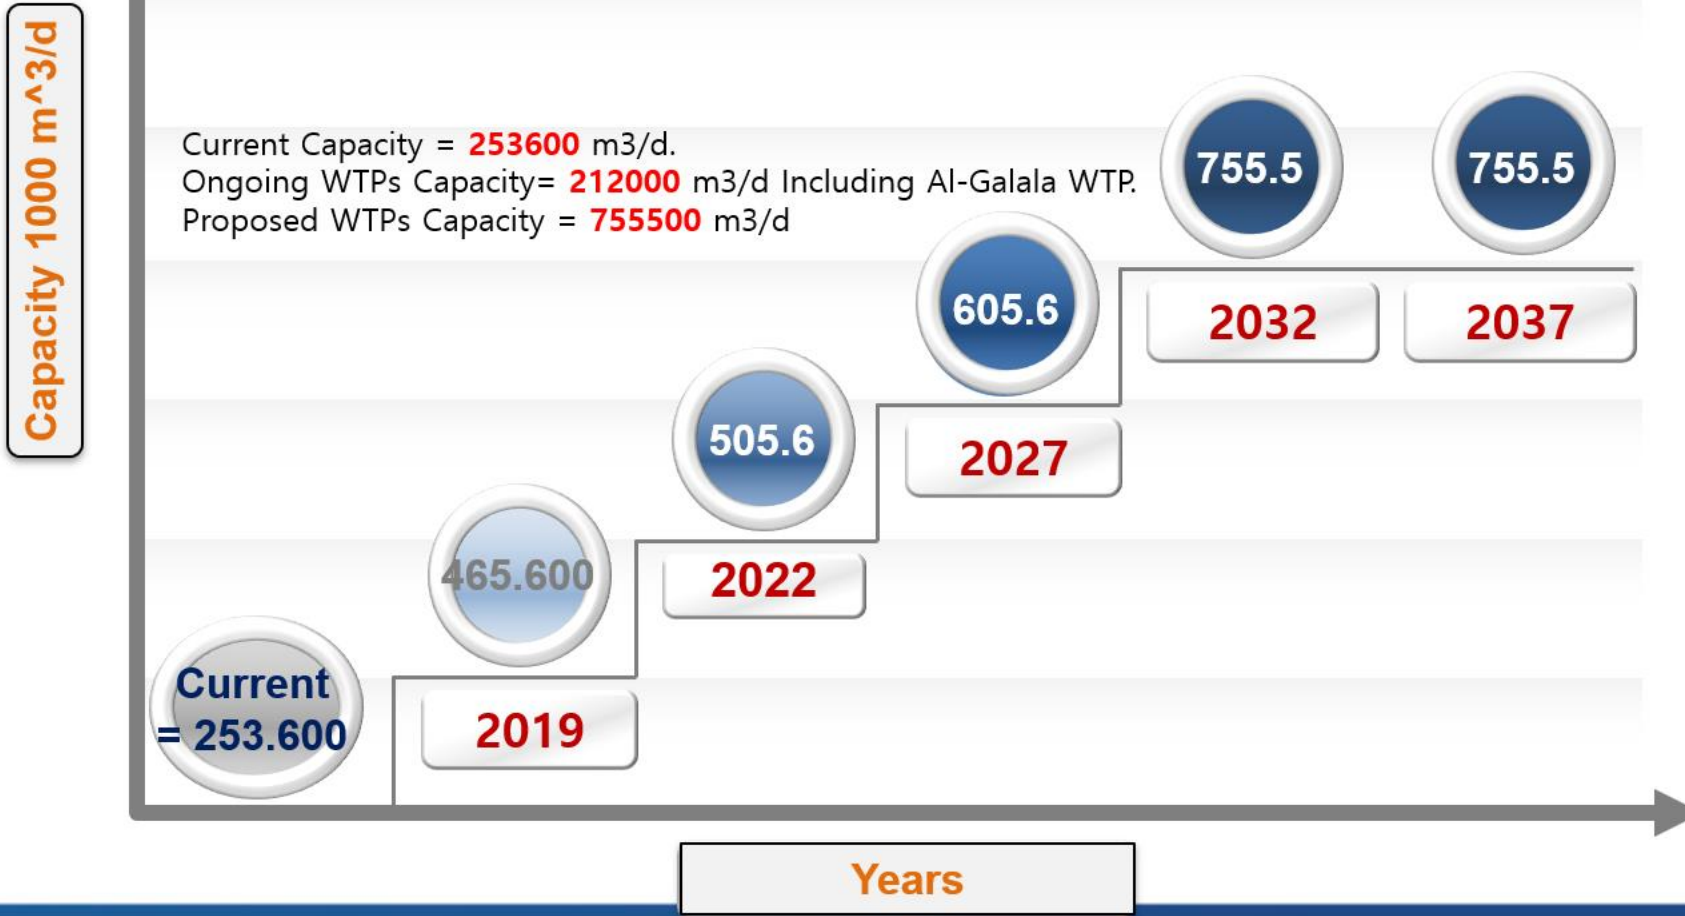 Capacity 1000 m^3/d
Current Capacity = 253600 m3/d.
Ongoing WTPs Capacity= 212000 m3/d Including Al-Galala WTP.
Proposed WTPs Capacity = 755500 m3/d
755.5
755.5
605.6
2032
2037
505.6
2027
465.600
2022
Current
= 253.600
2019
Years